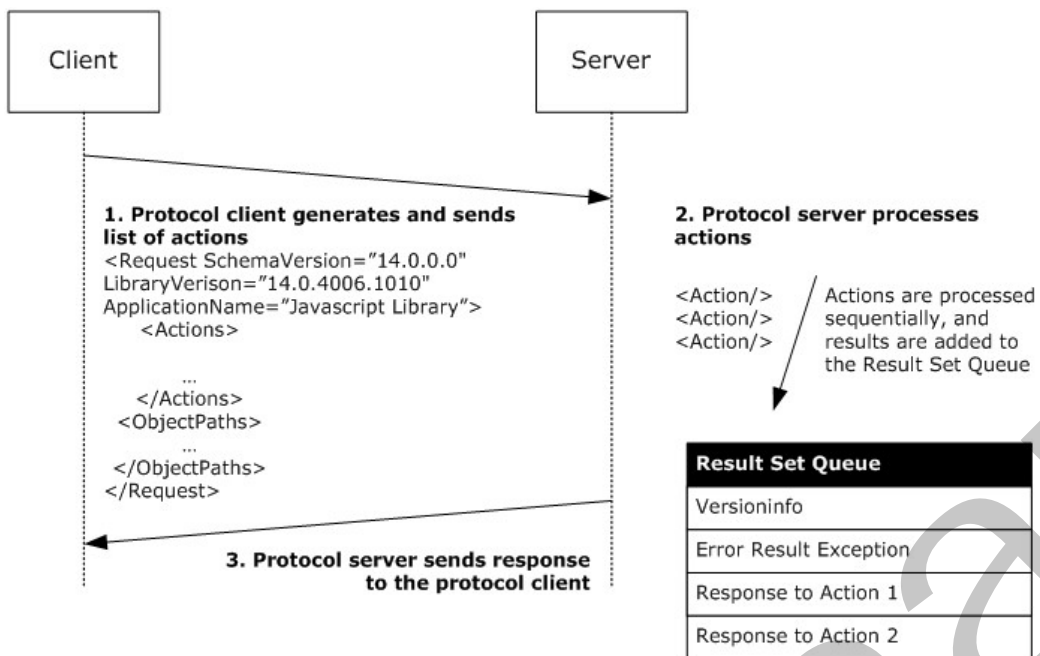 Client
Server
1. Protocol client generates and sends
list of actions
<Request SchemaVersion="14.0.0.0"
LibraryVerison="14.0.4006.1010"
ApplicationName="Javascript Library">
<Actions>
...
</Actions>
<ObjectPaths>
...
</ObjectPaths>
</Request>
2. Protocol server processes
actions
<Action/>
<Action/>
<Action/>
Actions are processed
sequentially, and
results are added to
the Result Set Queue
Result Set Queue
Versioninfo
Error Result Exception
Response to Action 1
Response to Action 2
3. Protocol server sends response
to the protocol client